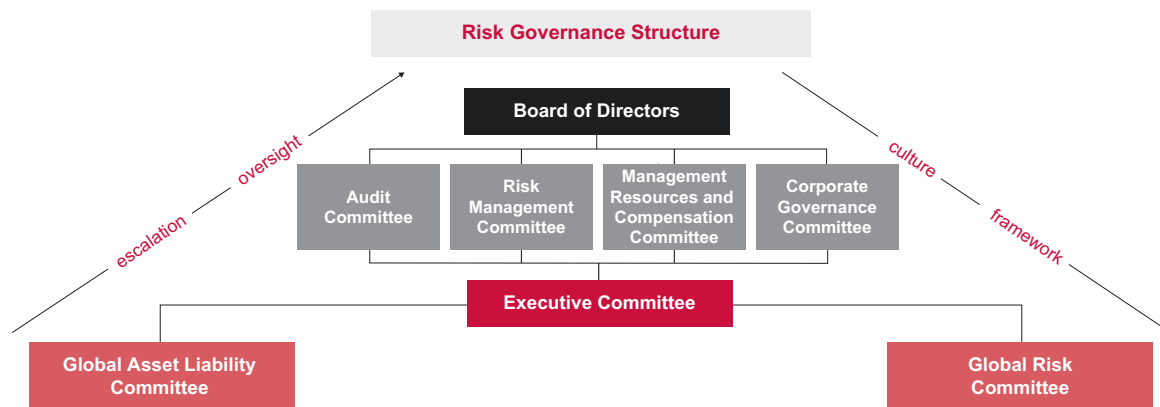 Risk Governance Structure
Board of Directors
oversight
escalation
culture
framework
Audit
Committee
Risk
Management
Committee
Management
Resources and
Compensation
Committee
Corporate
Governance
Committee
Executive Committee
Global Asset Liability
Committee
Global Risk
Committee